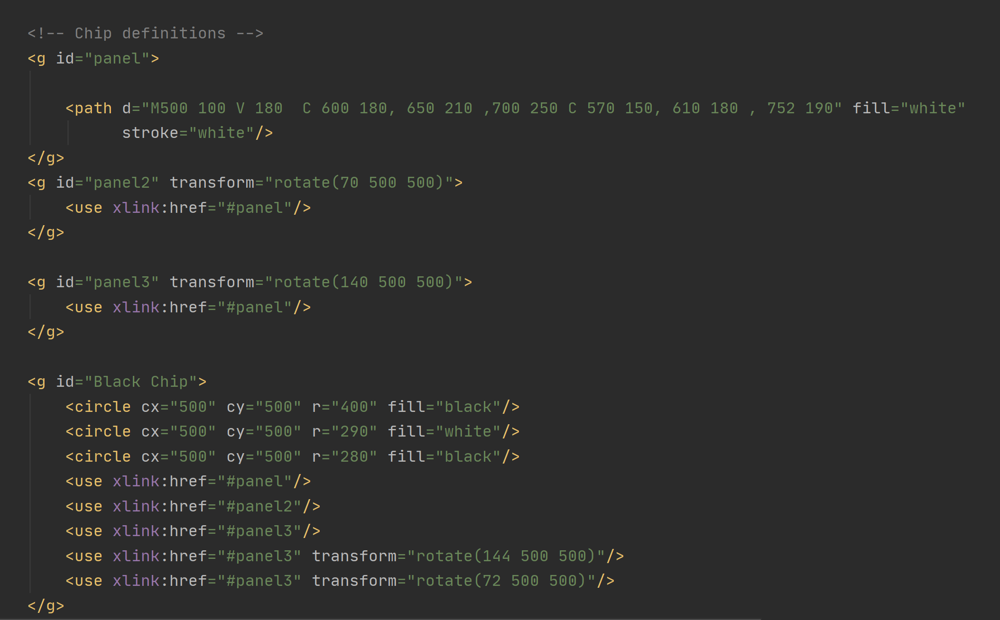 <!-- Chip definitions -->
<g id="panel">
<path d="M500 100 V 180  C 600 180, 650 210 ,700 250 C 570 150, 610 180 , 752 190" fill="white"
stroke="white"/>
</g>
<g id="panel2" transform="rotate(70 500 500)">
<use xlink:href="#panel"/>
</g>
<g id="panel3" transform="rotate(140 500 500)">
<use xlink:href="#panel"/>
</g>
<g id="Black Chip">
<circle cx="500" cy="500" r="400" fill="black"/>
<circle cx="500" cy="500" r="290" fill="white"/>
<circle cx="500" cy="500" r="280" fill="black"/>
<use xlink:href="#panel"/>
<use xlink:href="#panel2"/>
<use xlink:href="#panel3"/>
<use xlink:href="#panel3" transform="rotate(144 500 500)"/>
<use xlink:href="#panel3" transform="rotate(72 500 500)"/>
</g>